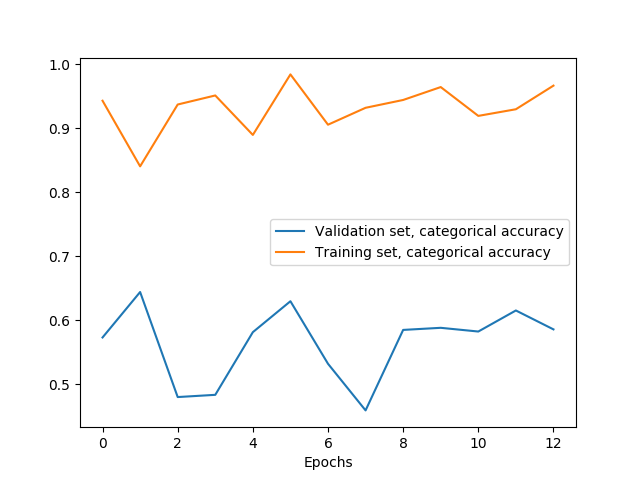 1.0
0.9
0.8
0.7
0.6
0.5
Validation set, categorical accuracy
Training set, categorical accuracy
0 2 4 6 8 10 12
Epochs